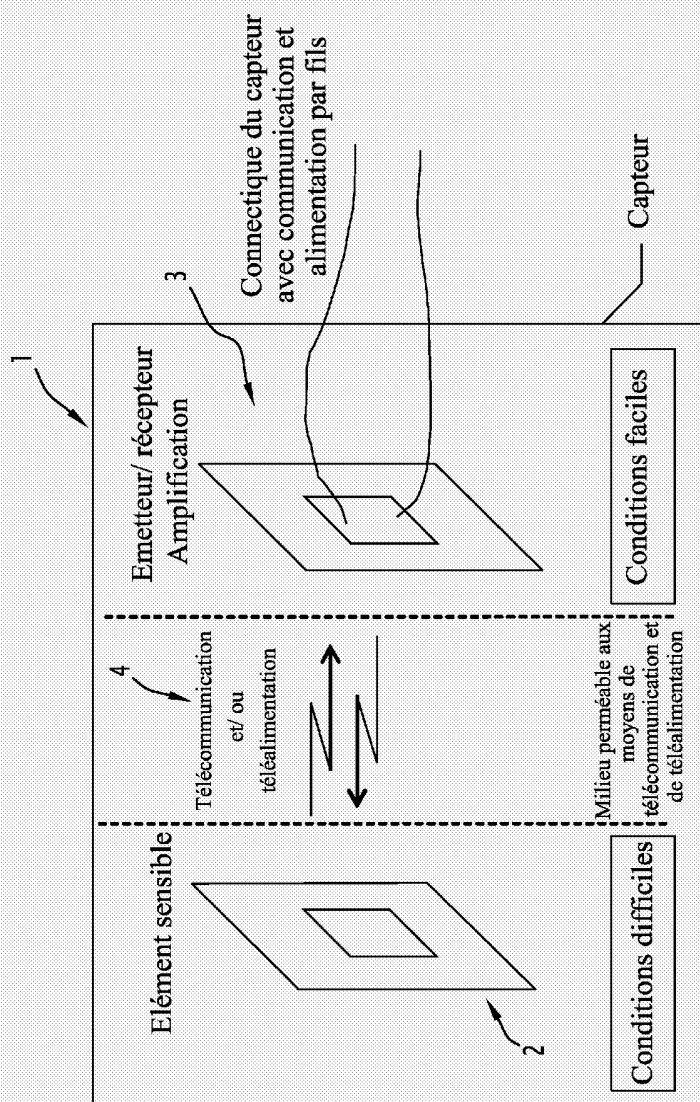 1
Elément sensible
4
Télécommunication
et/ ou
téléalimentation
Emetteur/ récepteur
Amplification
3
Connectique du capteur
avec communication et
alimentation par fils
2
Conditions difficiles
Milieu perméable aux
moyens de
télécommunication et
de téléalimentation
Conditions faciles
Capteur